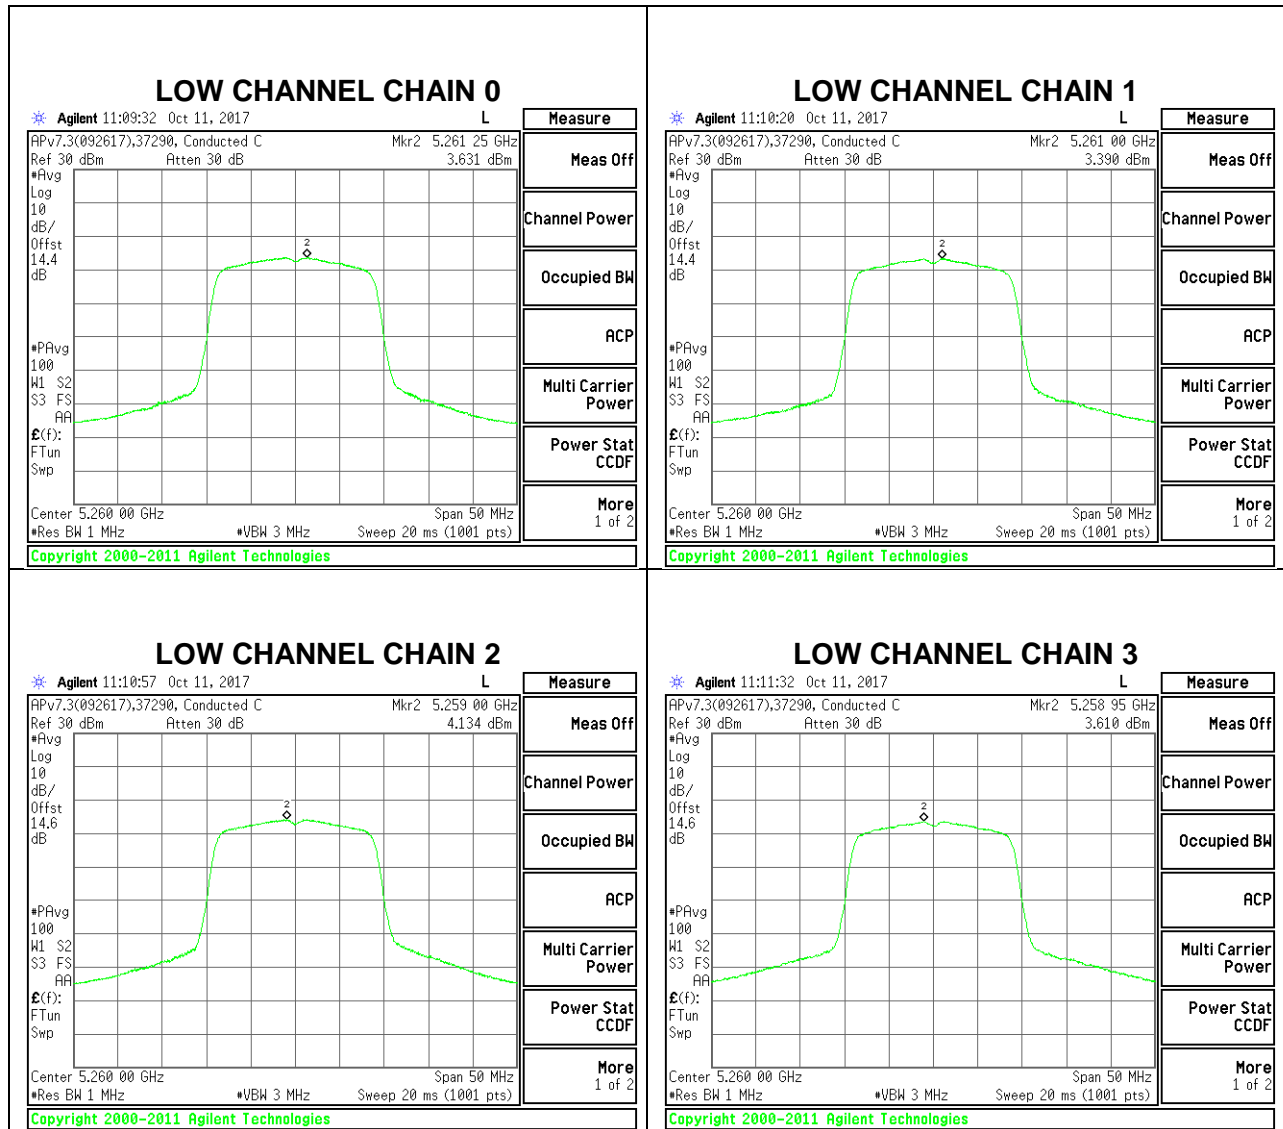 LOW CHANNEL CHAIN 0
Agilent 11:09:32 Oct 11, 2017 L Measure
APv7.3(092617),37290, Conducted C Mkr2 5.261 25 GHz
Ref 30 dBm Atten 30 dB 3.631 dBm
Meas Off
#Avg
Log
10
dB/
Offst
14.4
dB
2
Channel Power
Occupied BW
ACP
#PAvg
100
W1 S2
S3 FS
AA
Multi Carrier
Power
£(f):
FTun
Swp
Power Stat
CCDF
More
1 of 2
Center 5.260 00 GHz Span 50 MHz
#Res BW 1 MHz #VBW 3 MHz Sweep 20 ms (1001 pts)
Copyright 2000-2011 Agilent Technologies
LOW CHANNEL CHAIN 1
Agilent 11:10:20 Oct 11, 2017 L Measure
APv7.3(092617),37290, Conducted C Mkr2 5.261 00 GHz
Ref 30 dBm Atten 30 dB 3.390 dBm
Meas Off
#Avg
Log
10
dB/
Offst
14.4
dB
2
Channel Power
Occupied BW
ACP
#PAvg
100
W1 S2
S3 FS
AA
Multi Carrier
Power
£(f):
FTun
Swp
Power Stat
CCDF
More
1 of 2
Center 5.260 00 GHz Span 50 MHz
#Res BW 1 MHz #VBW 3 MHz Sweep 20 ms (1001 pts)
Copyright 2000-2011 Agilent Technologies
LOW CHANNEL CHAIN 2
Agilent 11:10:57 Oct 11, 2017 L Measure
APv7.3(092617),37290, Conducted C Mkr2 5.259 00 GHz
Ref 30 dBm Atten 30 dB 4.134 dBm
Meas Off
#Avg
Log
10
dB/
Offst
14.6
dB
2
Channel Power
Occupied BW
ACP
#PAvg
100
W1 S2
S3 FS
AA
Multi Carrier
Power
£(f):
FTun
Swp
Power Stat
CCDF
More
1 of 2
Center 5.260 00 GHz Span 50 MHz
#Res BW 1 MHz #VBW 3 MHz Sweep 20 ms (1001 pts)
Copyright 2000-2011 Agilent Technologies
LOW CHANNEL CHAIN 3
Agilent 11:11:32 Oct 11, 2017 L Measure
APv7.3(092617),37290, Conducted C Mkr2 5.258 95 GHz
Ref 30 dBm Atten 30 dB 3.610 dBm
Meas Off
#Avg
Log
10
dB/
Offst
14.6
dB
2
Channel Power
Occupied BW
ACP
#PAvg
100
W1 S2
S3 FS
AA
Multi Carrier
Power
£(f):
FTun
Swp
Power Stat
CCDF
More
1 of 2
Center 5.260 00 GHz Span 50 MHz
#Res BW 1 MHz #VBW 3 MHz Sweep 20 ms (1001 pts)
Copyright 2000-2011 Agilent Technologies